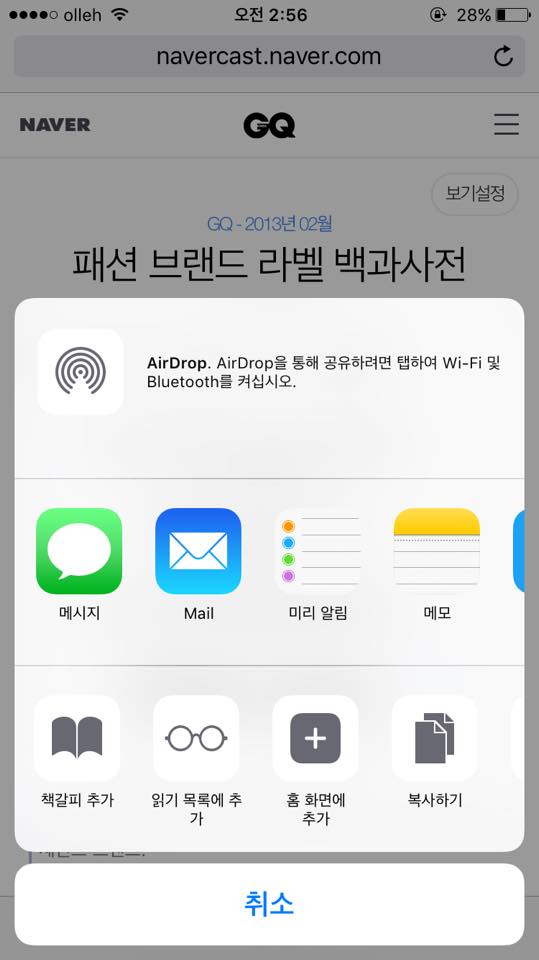 olleh 오전 2:56 28%
navercast.naver.com
NAVER GQ
보기설정
GQ - 2013년 02월
패션 브랜드 라벨 백과사전
AirDrop. AirDrop을 통해 공유하려면 탭하여 Wi-Fi 및
Bluetooth를 켜십시오.
메시지 Mail 미리 알림 메모
책갈피 추가 읽기 목록에 추 홈 화면에 복사하기
가 추가
취소